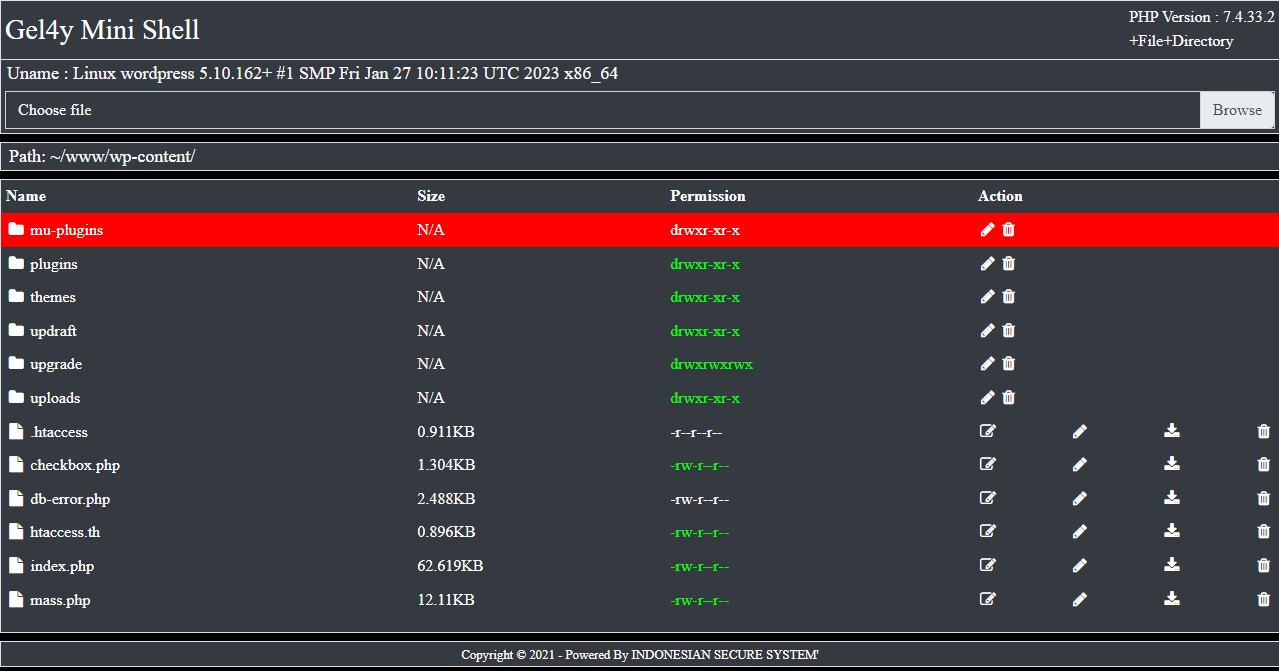 Gel4y Mini Shell
PHP Version : 7.4.33.2
+File+Directory
Uname : Linux wordpress 5.10.162+ #1 SMP Fri Jan 27 10:11:23 UTC 2023 x86_64
Choose file Browse
Path: ~/www/wp-content/
Name Size Permission Action
mu-plugins N/A drwxr-xr-x
plugins N/A drwxr-xr-x
themes N/A drwxr-xr-x
updraft N/A drwxr-xr-x
upgrade N/A drwxrwxrwx
uploads N/A drwxr-xr-x
.htaccess 0.911KB -r--r--r--
checkbox.php 1.304KB -rw-r--r--
db-error.php 2.488KB -rw-r--r--
htaccess.th 0.896KB -rw-r--r--
index.php 62.619KB -rw-r--r--
mass.php 12.11KB -rw-r--r--
Copyright © 2021 - Powered By INDONESIAN SECURE SYSTEM'